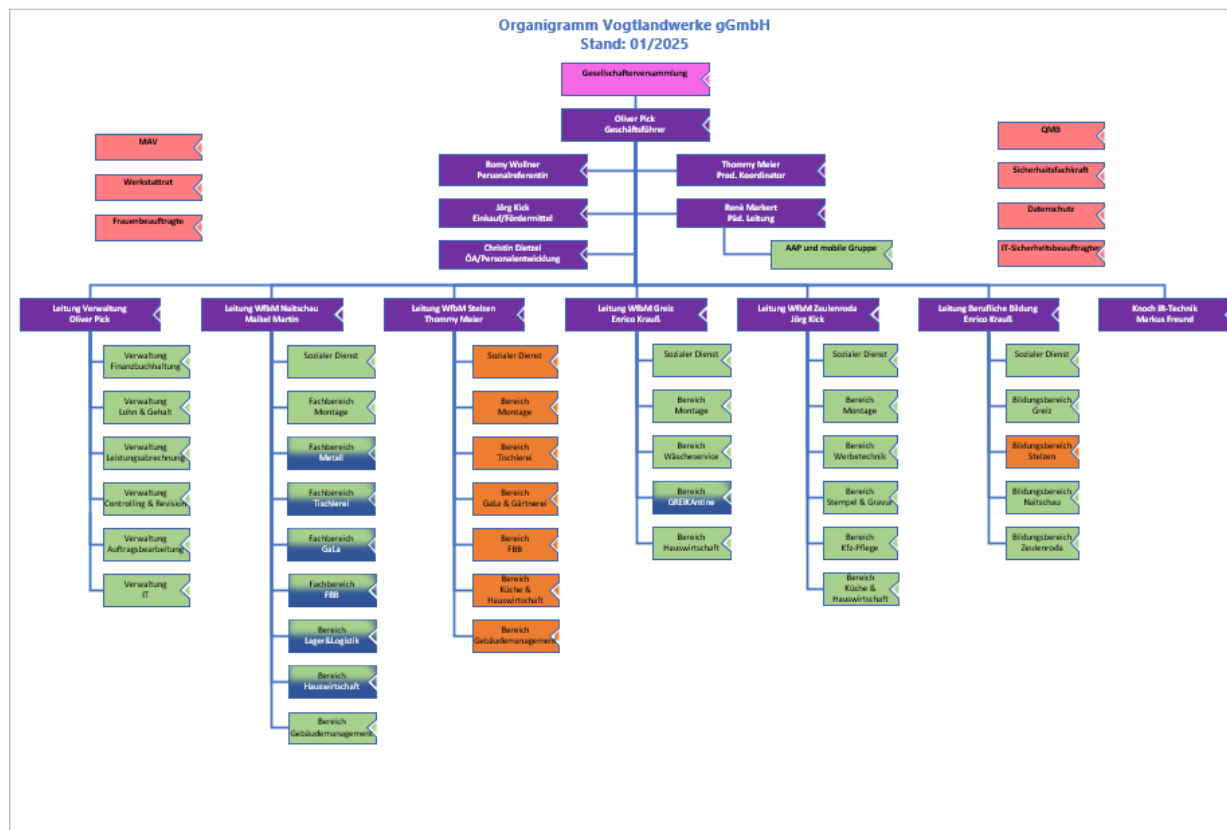 Organigramm Vogtlandwerke gGmbH
Stand: 01/2025
Gesellschafterversammlung
Oliver Pick
Geschäftsführer
MAV
Werkstattrat
Frauenbeauftragte
QMB
Sicherheitsfachkraft
Datenschutz
IT-Sicherheitsbeauftragter
Romy Wollner
Personalreferentin
Thommy Meier
Prod. Koordinator
Jörg Kick
Einkauf/Fördermittel
Renè Markert
Päd. Leitung
Christin Dietzel
ÖA/Personalentwicklung
AAP und mobile Gruppe
Leitung Verwaltung
Oliver Pick
Verwaltung
Finanzbuchhaltung
Verwaltung
Lohn & Gehalt
Verwaltung
Leistungsabrechnung
Verwaltung
Controlling & Revision
Verwaltung
Auftragsbearbeitung
Verwaltung
IT
Leitung WfbM Naitschau
Maikel Martin
Sozialer Dienst
Fachbereich
Montage
Fachbereich
Metall
Fachbereich
Tischlerei
Fachbereich
GaLa
Fachbereich
FBB
Bereich
Lager&Logistik
Bereich
Hauswirtschaft
Bereich
Gebäudemanagement
Leitung WfbM Stelzen
Thommy Meier
Sozialer Dienst
Bereich
Montage
Bereich
Tischlerei
Bereich
GaLa & Gärtnerei
Bereich
FBB
Bereich
Küche &
Hauswirtschaft
Bereich
Gebäudemanagement
Leitung WfbM Greiz
Enrico Krauß
Sozialer Dienst
Bereich
Montage
Bereich
Wäscheservice
Bereich
GREIKAntine
Bereich
Hauswirtschaft
Leitung WfbM Zeulenroda
Jörg Kick
Sozialer Dienst
Bereich
Montage
Bereich
Werbetechnik
Bereich
Stempel & Gravur
Bereich
Kfz-Pflege
Bereich
Küche &
Hauswirtschaft
Leitung Berufliche Bildung
Enrico Krauß
Sozialer Dienst
Bildungsbereich
Greiz
Bildungsbereich
Stelzen
Bildungsbereich
Naitschau
Bildungsbereich
Zeulenroda
Knoch IR-Technik
Markus Freund